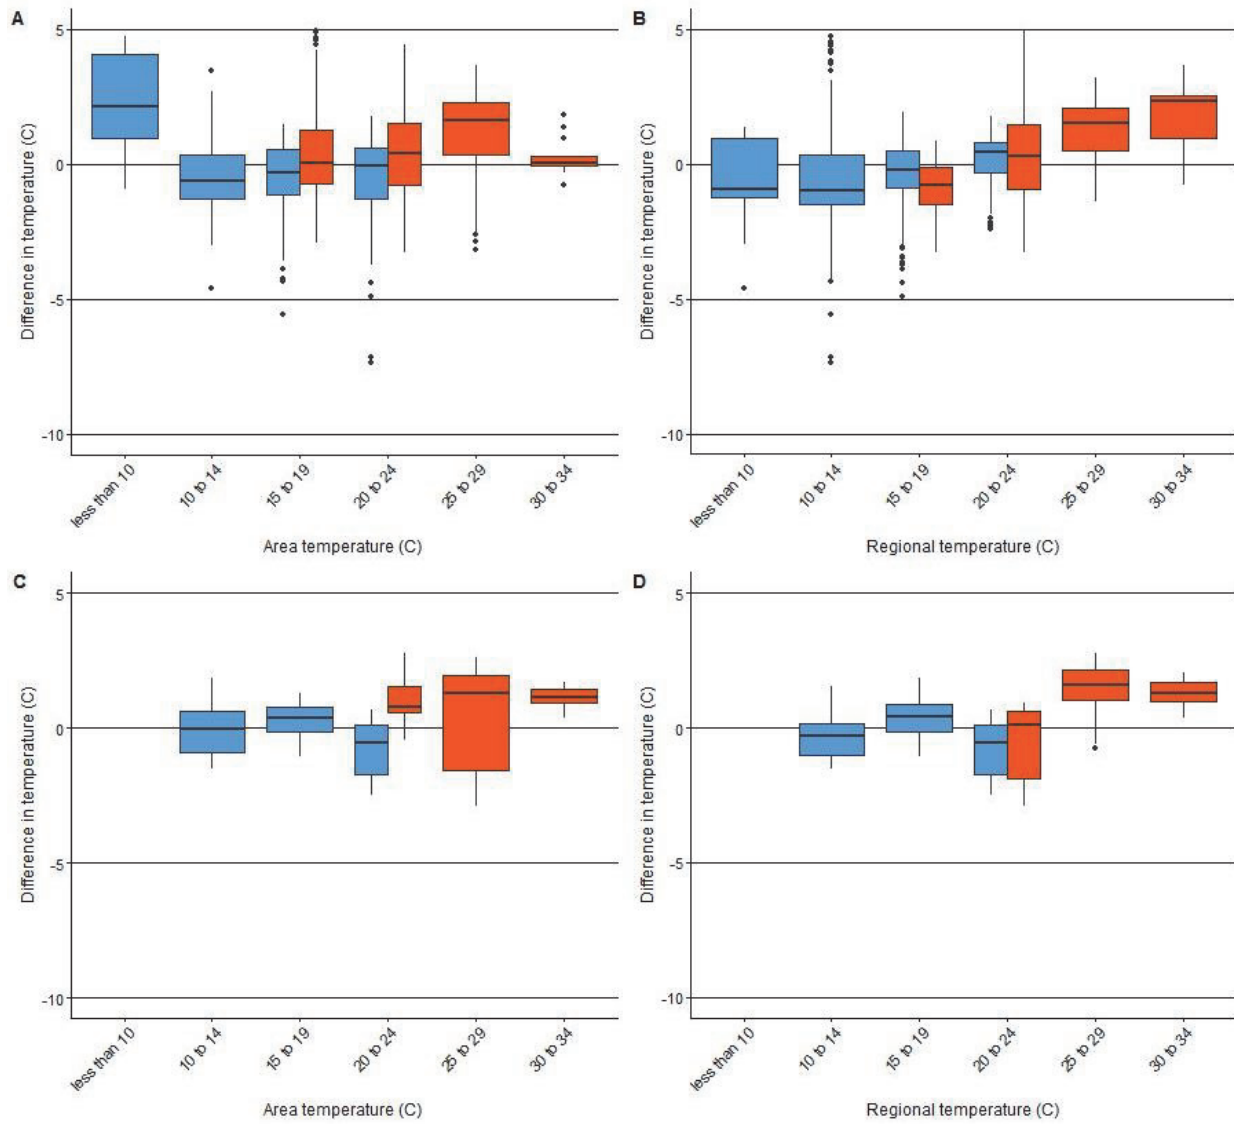 A
Difference in temperature (C)
5
0
-5
-10
less than 10
10 to 14
15 to 19
20 to 24
25 to 29
30 to 34
Area temperature (C)
B
Difference in temperature (C)
5
0
-5
-10
less than 10
10 to 14
15 to 19
20 to 24
25 to 29
30 to 34
Regional temperature (C)
C
Difference in temperature (C)
5
0
-5
-10
less than 10
10 to 14
15 to 19
20 to 24
25 to 29
30 to 34
Area temperature (C)
D
Difference in temperature (C)
5
0
-5
-10
less than 10
10 to 14
15 to 19
20 to 24
25 to 29
30 to 34
Regional temperature (C)